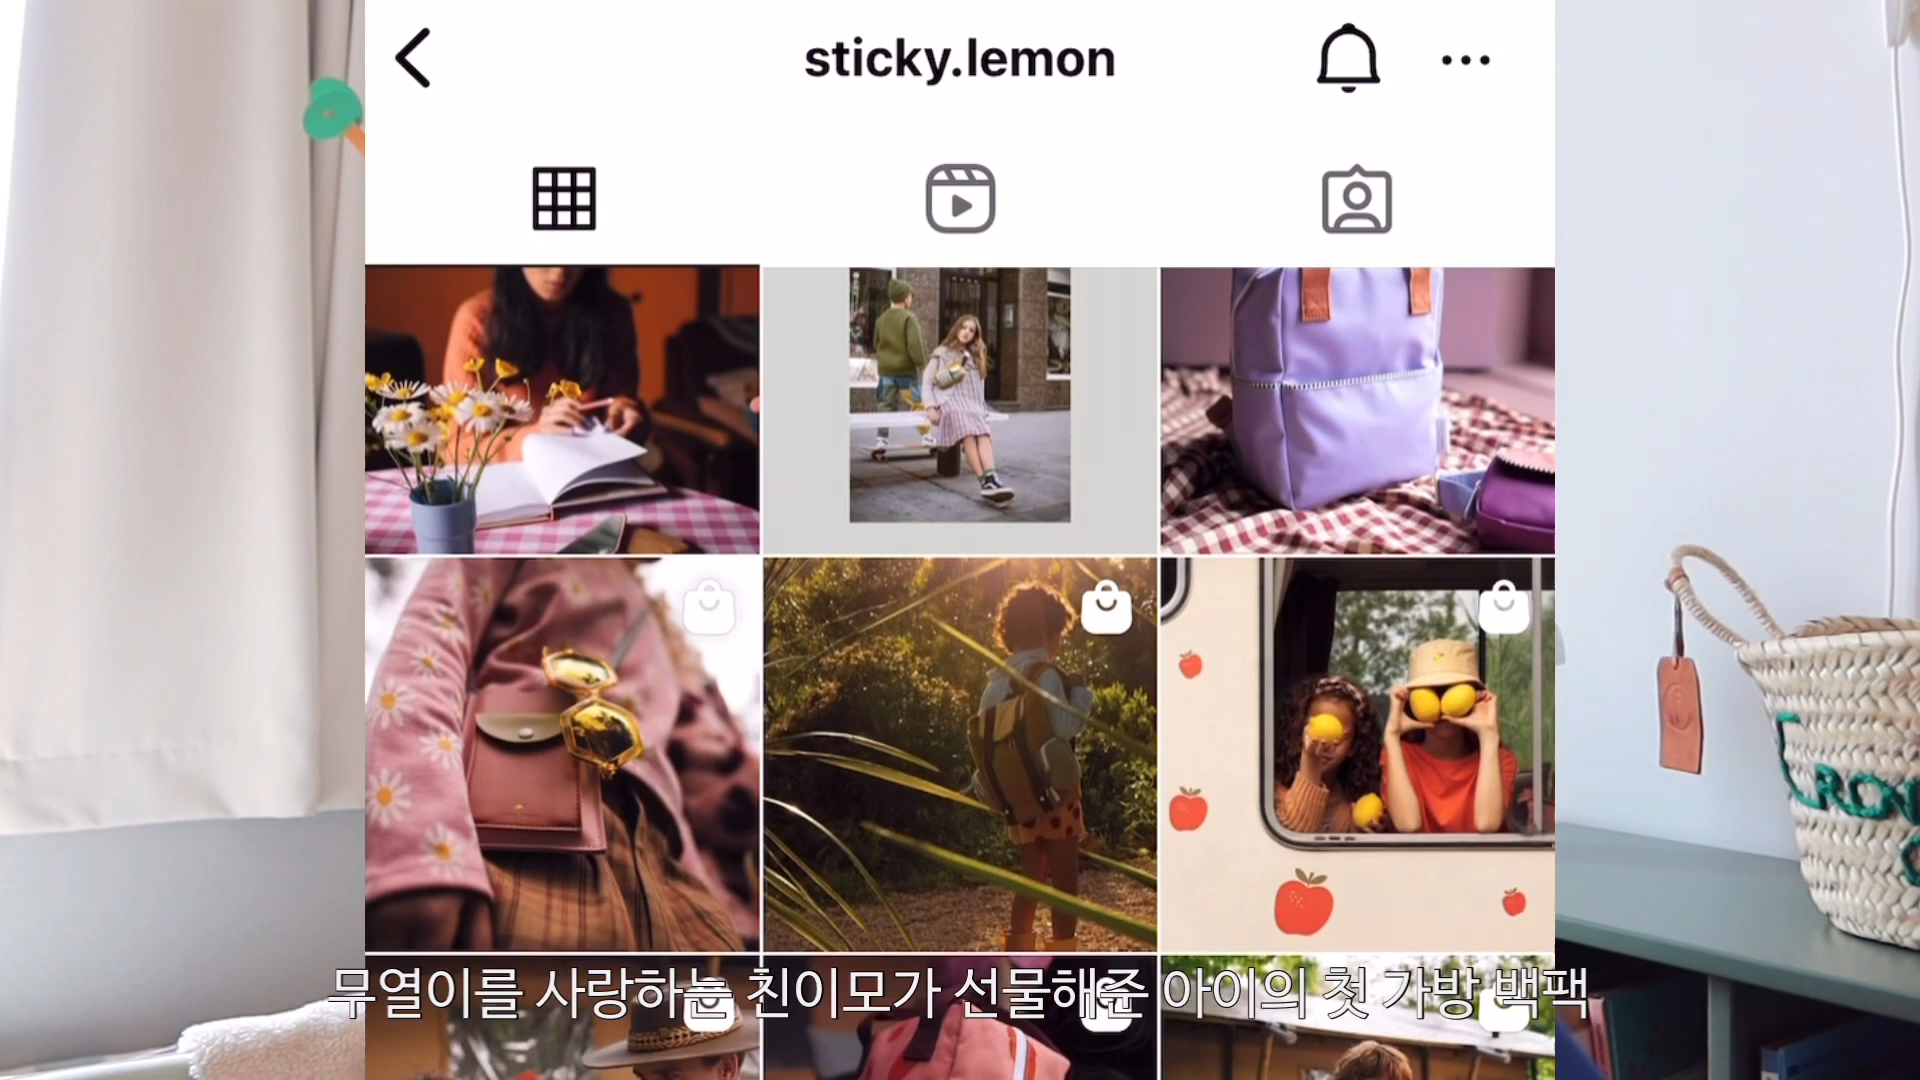 sticky.lemon
무열이를 사랑하는 친이모가 선물해준 아이의 첫 가방 백팩